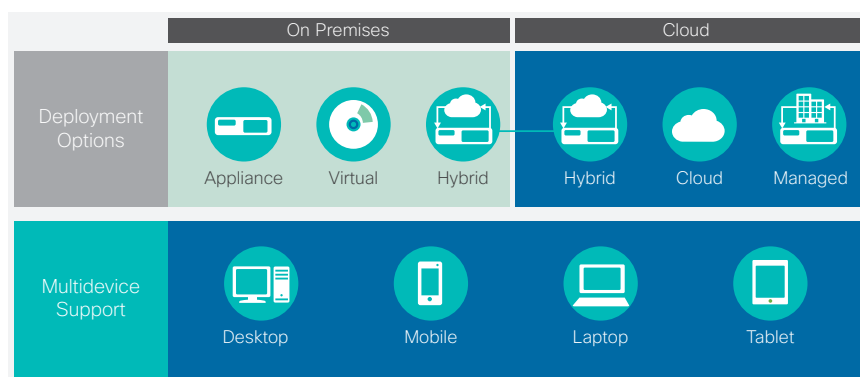 On Premises
Cloud
Deployment
Options
Appliance
Virtual
Hybrid
Hybrid
Cloud
Managed
Multidevice
Support
Desktop
Mobile
Laptop
Tablet